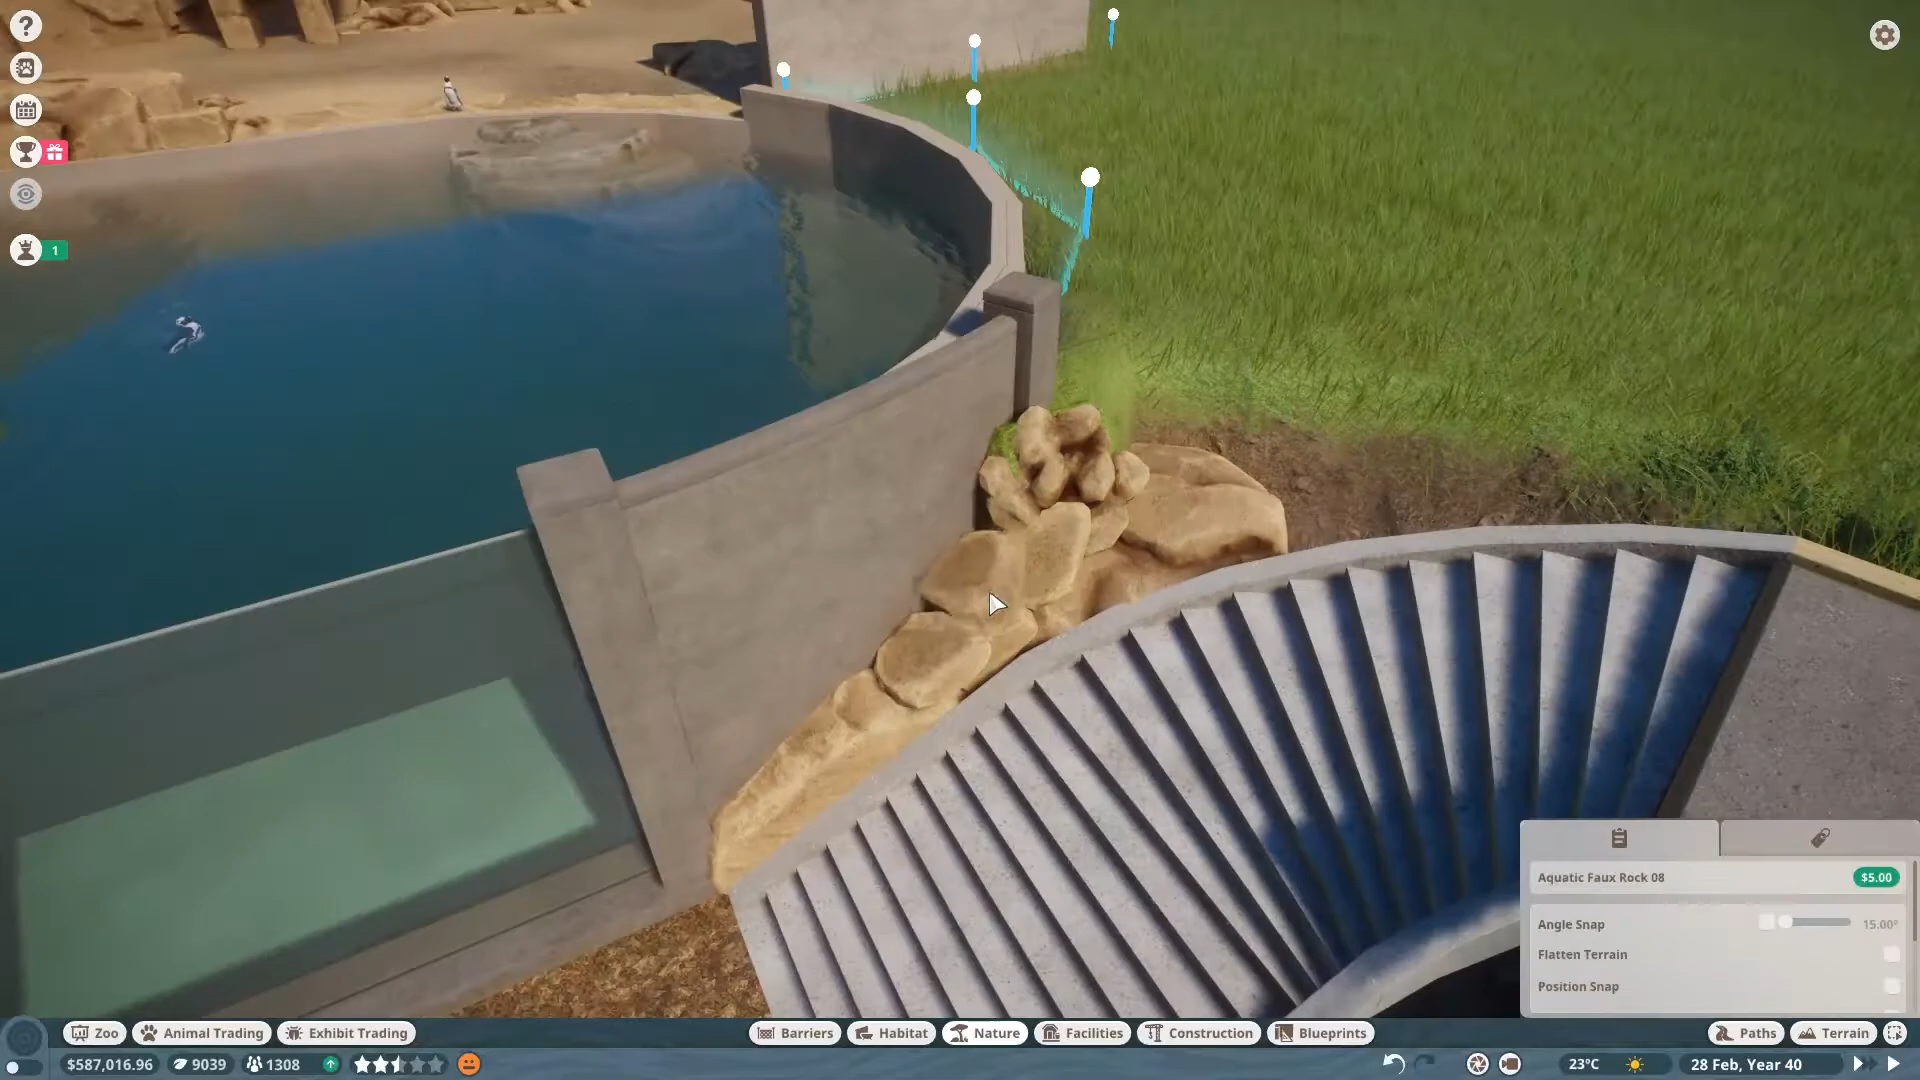 ?
1
Aquatic Faux Rock 08 $5.00
Angle Snap 15.00°
Flatten Terrain
Position Snap
Zoo Animal Trading Exhibit Trading Barriers Habitat Nature Facilities Construction Blueprints Paths Terrain
$587,016.96 9039 1308 23°C 28 Feb, Year 40